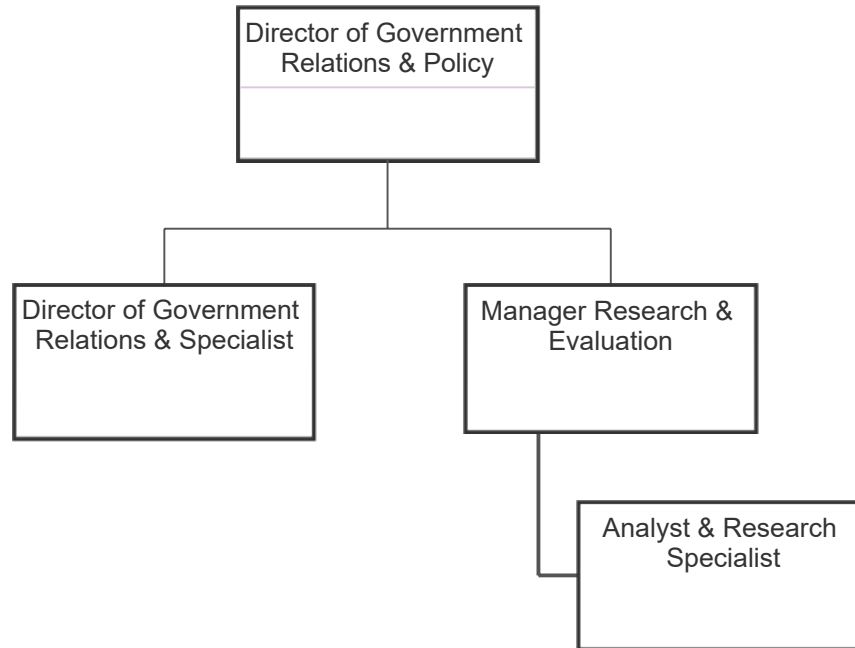 Director of Government
Relations & Policy
Director of Government
Relations & Specialist
Manager Research &
Evaluation
Analyst & Research
Specialist